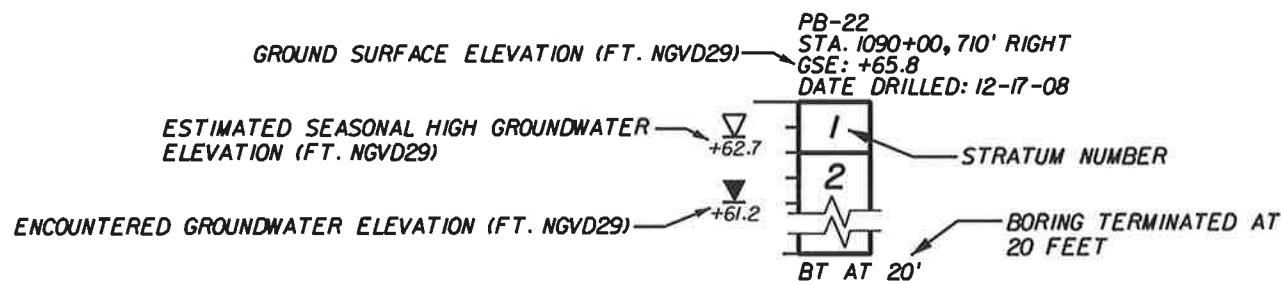 PB-22
STA. 1090+00, 710' RIGHT
GROUND SURFACE ELEVATION (FT. NGVD29)
GSE: +65.8
DATE DRILLED: 12-17-08
ESTIMATED SEASONAL HIGH GROUNDWATER
ELEVATION (FT. NGVD29)
+62.7
1
STRATUM NUMBER
2
ENCOUNTERED GROUNDWATER ELEVATION (FT. NGVD29)
+61.2
BORING TERMINATED AT
20 FEET
BT AT 20'